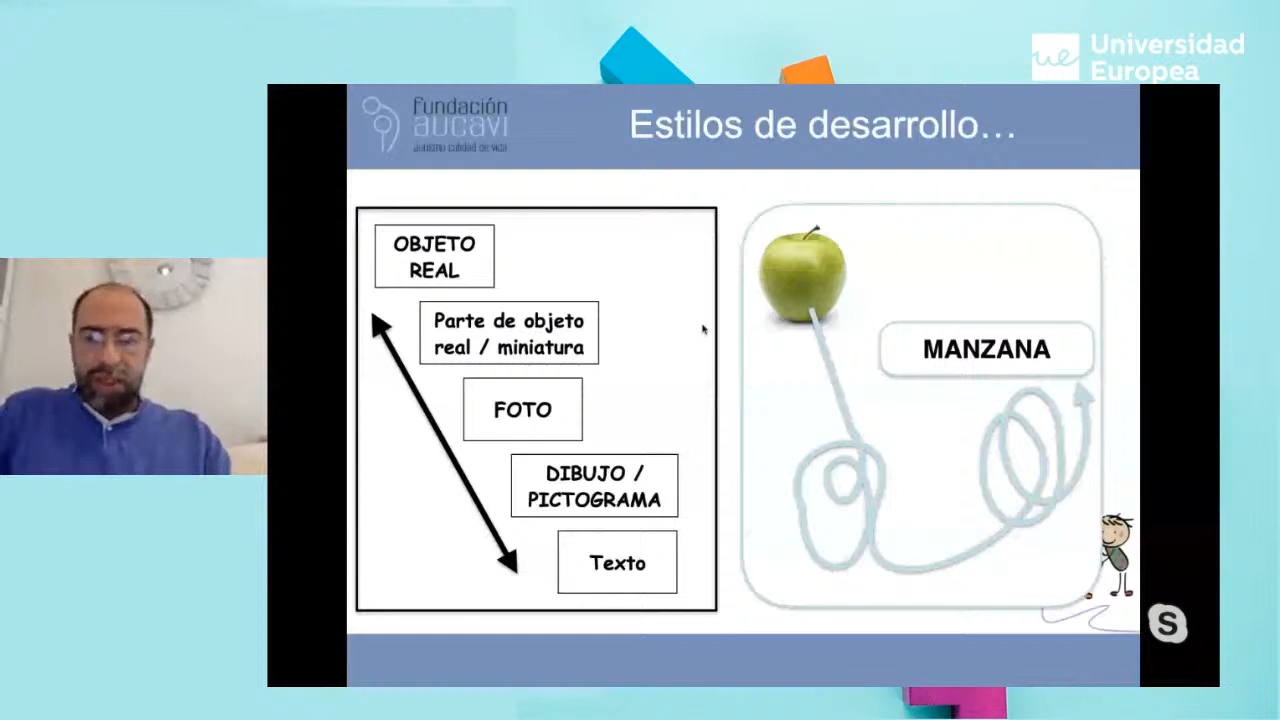 Universidad
Europea
fundación
aucavi
autismo calidad de vida
Estilos de desarrollo...
OBJETO
REAL
Parte de objeto
real / miniatura
FOTO
DIBUJO /
PICTOGRAMA
Texto
MANZANA